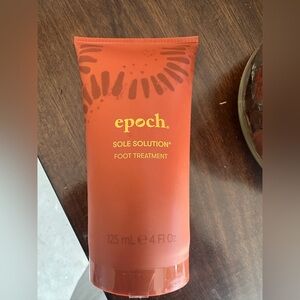 epoch®
SOLE SOLUTION®
FOOT TREATMENT
125 mL ℮ 4 Fl Oz